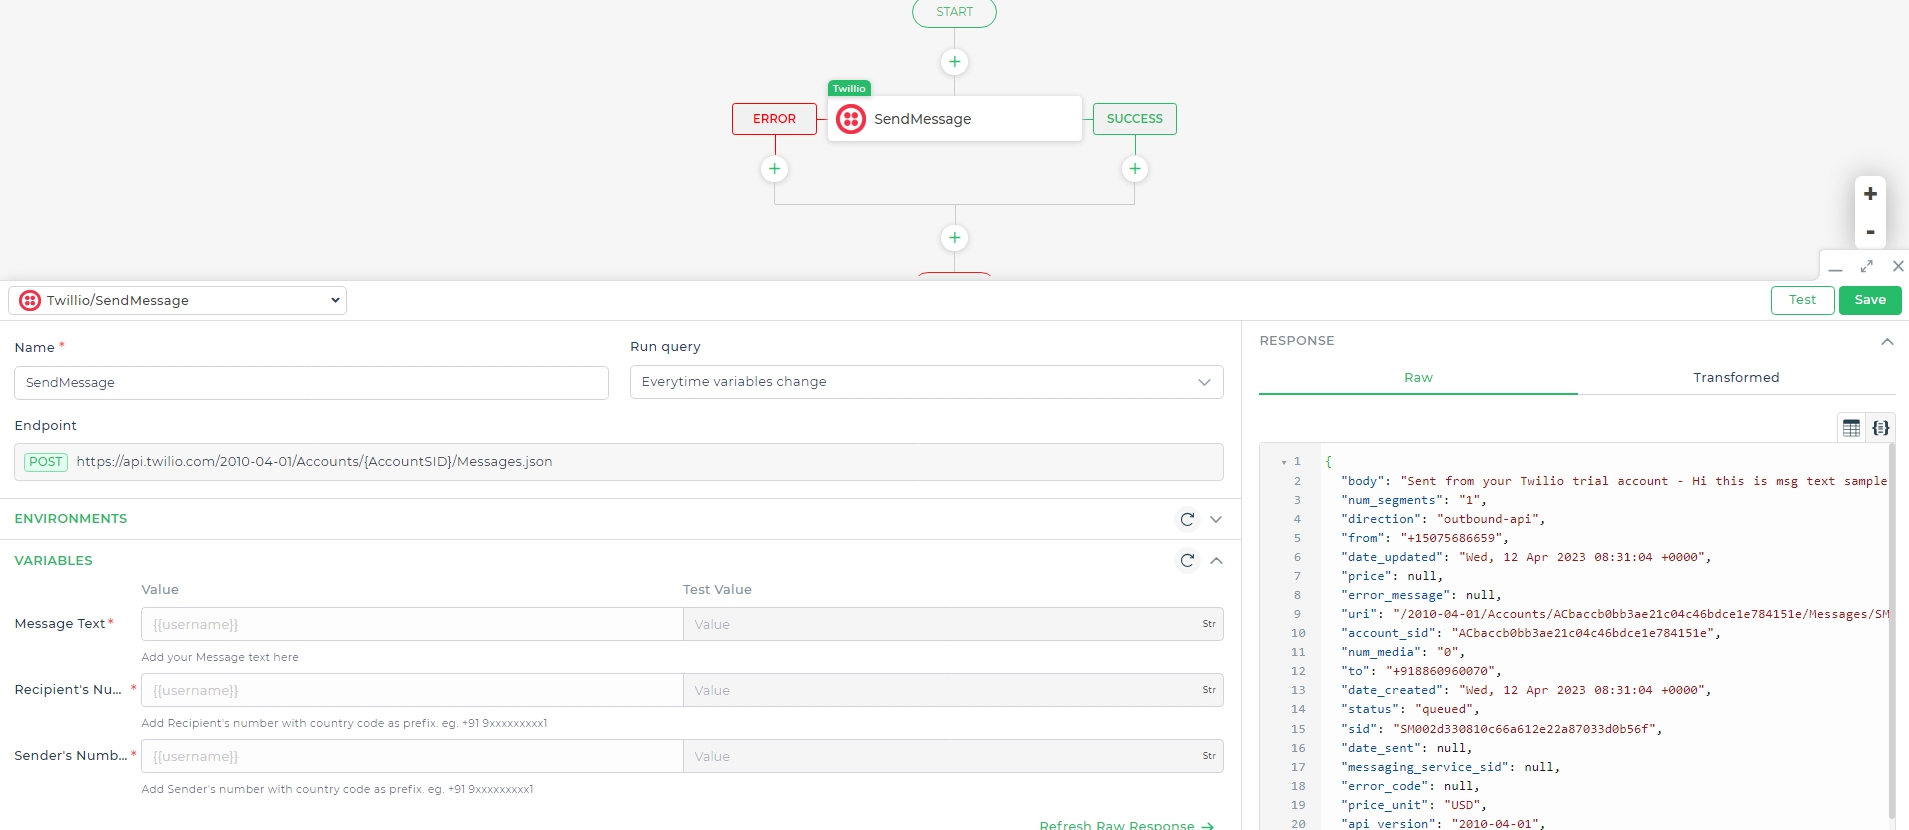 START
Twillio
ERROR
SendMessage
SUCCESS
Twillio/SendMessage
Test
Save
Name *
Run query
SendMessage
Everytime variables change
Endpoint
POST https://api.twilio.com/2010-04-01/Accounts/{AccountSID}/Messages.json
ENVIRONMENTS
VARIABLES
Value
Test Value
Message Text*
{{username}}
Value
Str
Add your Message text here
Recipient's Nu... *
{{username}}
Value
Str
Add Recipient's number with country code as prefix. eg. +91 9xxxxxxxxx1
Sender's Numb... *
{{username}}
Value
Str
Add Sender's number with country code as prefix. eg. +91 9xxxxxxxxx1
Refresh Raw Response →
RESPONSE
Raw
Transformed
1 {
2 "body": "Sent from your Twilio trial account - Hi this is msg text sample
3 "num_segments": "1",
4 "direction": "outbound-api",
5 "from": "+15075686659",
6 "date_updated": "Wed, 12 Apr 2023 08:31:04 +0000",
7 "price": null,
8 "error_message": null,
9 "uri": "/2010-04-01/Accounts/ACbaccb0bb3ae21c04c46bdce1e784151e/Messages/SM
10 "account_sid": "ACbaccb0bb3ae21c04c46bdce1e784151e",
11 "num_media": "0",
12 "to": "+918860960070",
13 "date_created": "Wed, 12 Apr 2023 08:31:04 +0000",
14 "status": "queued",
15 "sid": "SM002d330810c66a612e22a87033d0b56f",
16 "date_sent": null,
17 "messaging_service_sid": null,
18 "error_code": null,
19 "price_unit": "USD",
20 "api_version": "2010-04-01",